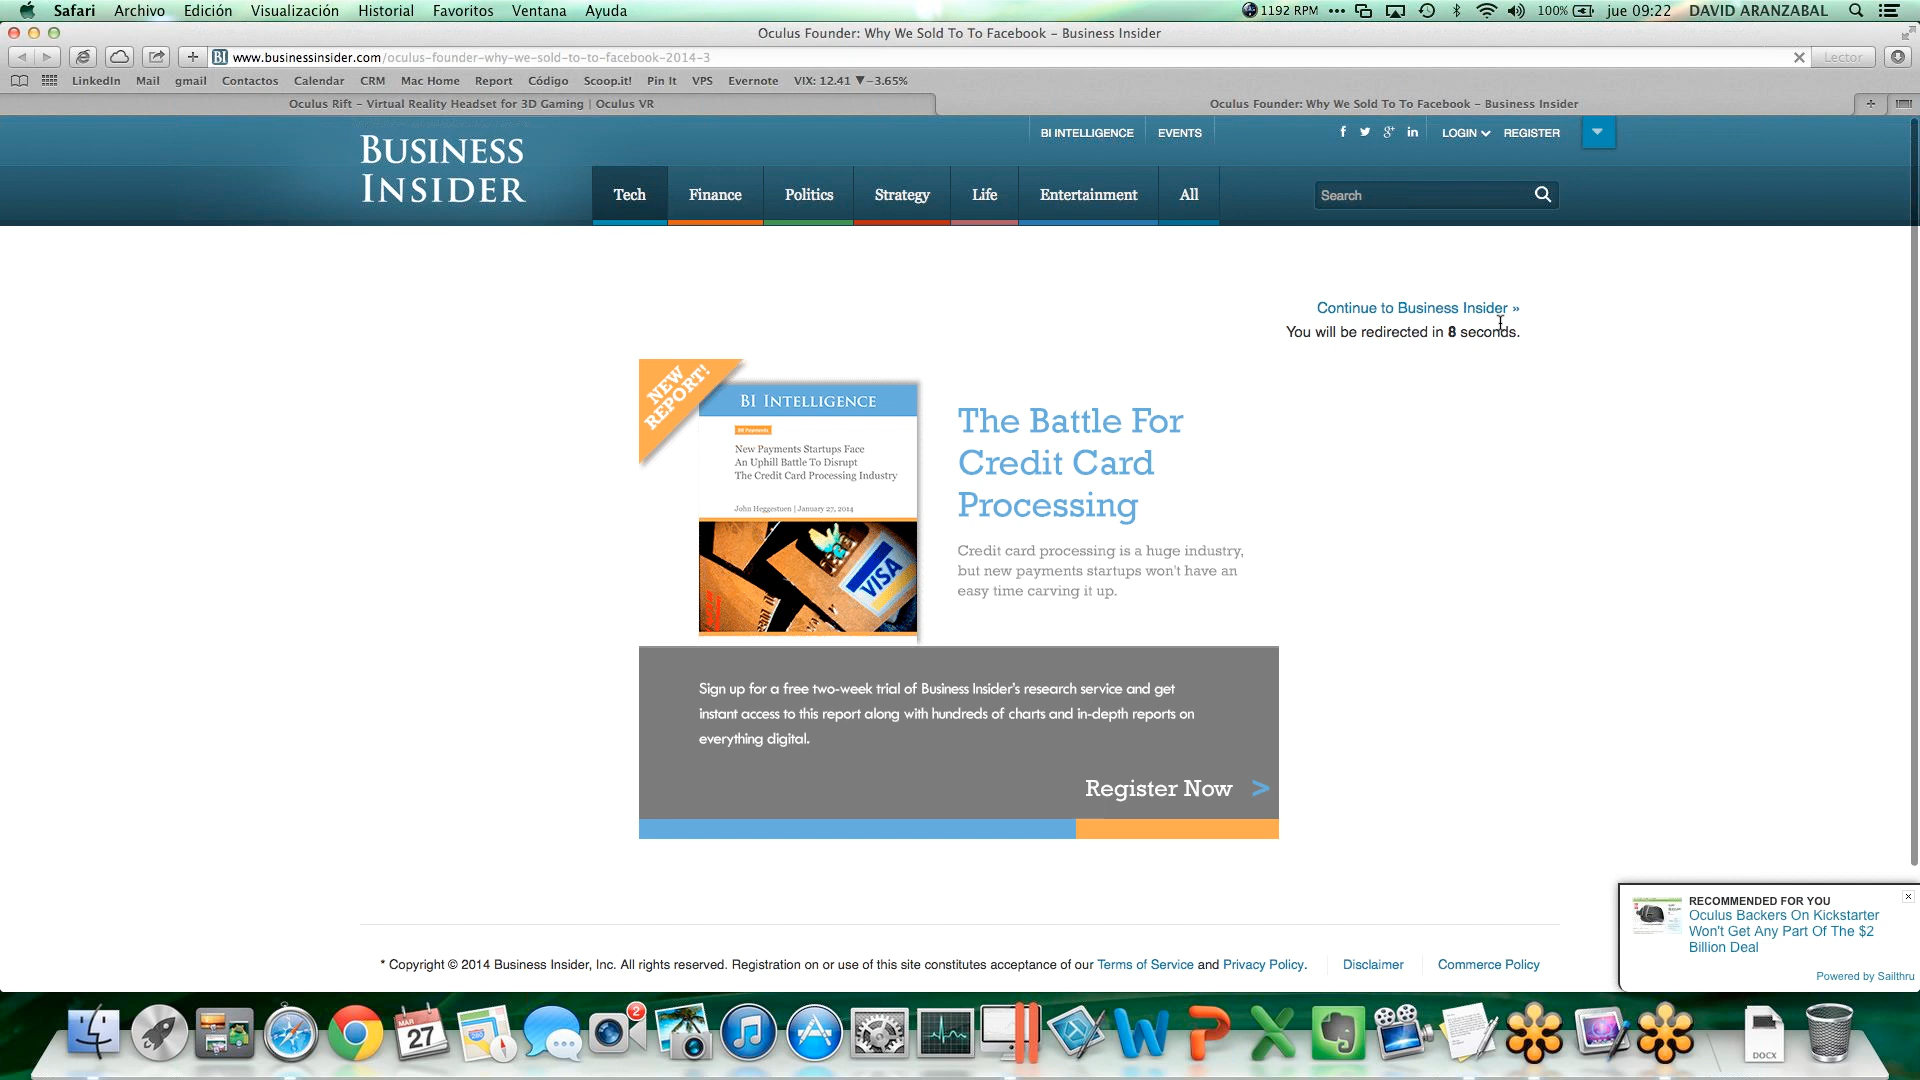 Safari Archivo Edición Visualización Historial Favoritos Ventana Ayuda 1192 RPM 100% jue 09:22 DAVID ARANZABAL
Oculus Founder: Why We Sold To To Facebook – Business Insider
www.businessinsider.com/oculus-founder-why-we-sold-to-to-facebook-2014-3 Lector
LinkedIn Mail gmail Contactos Calendar CRM Mac Home Report Código Scoop.it! Pin It VPS Evernote VIX: 12.41 ▼−3.65%
Oculus Rift – Virtual Reality Headset for 3D Gaming | Oculus VR Oculus Founder: Why We Sold To To Facebook – Business Insider
BUSINESS
INSIDER
BI INTELLIGENCE EVENTS f g+ in LOGIN REGISTER
Tech Finance Politics Strategy Life Entertainment All Search
Continue to Business Insider »
You will be redirected in 8 seconds.
NEW
REPORT!
BI INTELLIGENCE
BI Payments
New Payments Startups Face
An Uphill Battle To Disrupt
The Credit Card Processing Industry
John Heggestuen | January 27, 2014
VISA
The Battle For
Credit Card
Processing
Credit card processing is a huge industry,
but new payments startups won't have an
easy time carving it up.
Sign up for a free two-week trial of Business Insider's research service and get
instant access to this report along with hundreds of charts and in-depth reports on
everything digital.
Register Now >
RECOMMENDED FOR YOU
Oculus Backers On Kickstarter
Won't Get Any Part Of The $2
Billion Deal
Powered by Sailthru
* Copyright © 2014 Business Insider, Inc. All rights reserved. Registration on or use of this site constitutes acceptance of our Terms of Service and Privacy Policy. Disclaimer Commerce Policy
MAR
27
2
W P X
DOCX